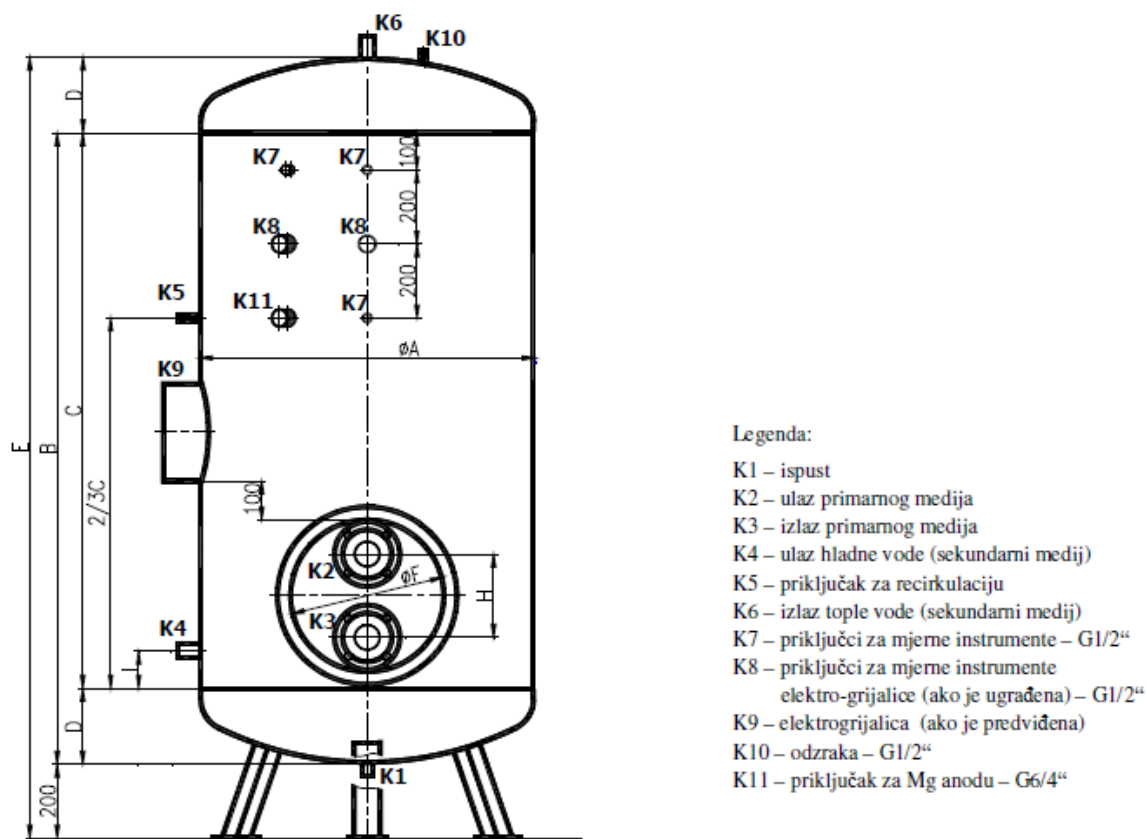 K6
K10
D
K7
K7
100
K8
K8
200
K11
K7
200
K5
ØA
K9
E
B
C
2/3C
100
K2
ØF
H
K3
K4
L
D
K1
200
Legenda:
K1 – ispust
K2 – ulaz primarnog medija
K3 – izlaz primarnog medija
K4 – ulaz hladne vode (sekundarni medij)
K5 – priključak za recirkulaciju
K6 – izlaz tople vode (sekundarni medij)
K7 – priključci za mjerne instrumente – G1/2“
K8 – priključci za mjerne instrumente
elektro-grijalice (ako je ugrađena) – G1/2“
K9 – elektrogrijalica (ako je predviđena)
K10 – odzraka – G1/2“
K11 – priključak za Mg anodu – G6/4“